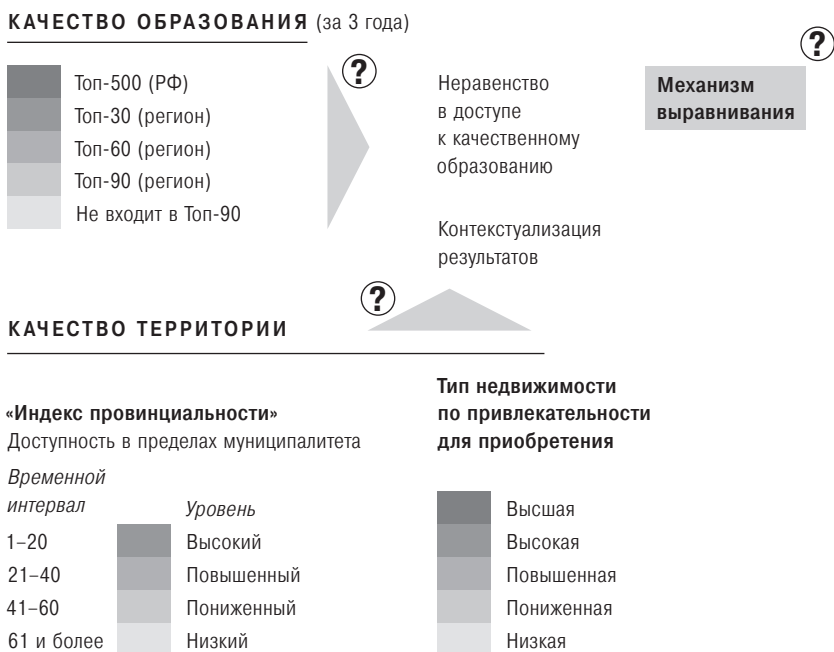 КАЧЕСТВО ОБРАЗОВАНИЯ (за 3 года)
Топ-500 (РФ)
Топ-30 (регион)
Топ-60 (регион)
Топ-90 (регион)
Не входит в Топ-90
?
Неравенство
в доступе
к качественному
образованию
Контекстуализация
результатов
?
Механизм
выравнивания
?
КАЧЕСТВО ТЕРРИТОРИИ
«Индекс провинциальности»
Доступность в пределах муниципалитета
Временной
интервал
Уровень
1–20 Высокий
21–40 Повышенный
41–60 Пониженный
61 и более Низкий
Тип недвижимости
по привлекательности
для приобретения
Высшая
Высокая
Повышенная
Пониженная
Низкая